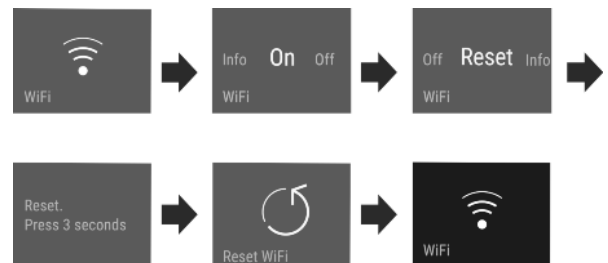 WiFi
Info On Off
WiFi
Off Reset Info
WiFi
Reset.
Press 3 seconds
Reset WiFi
WiFi